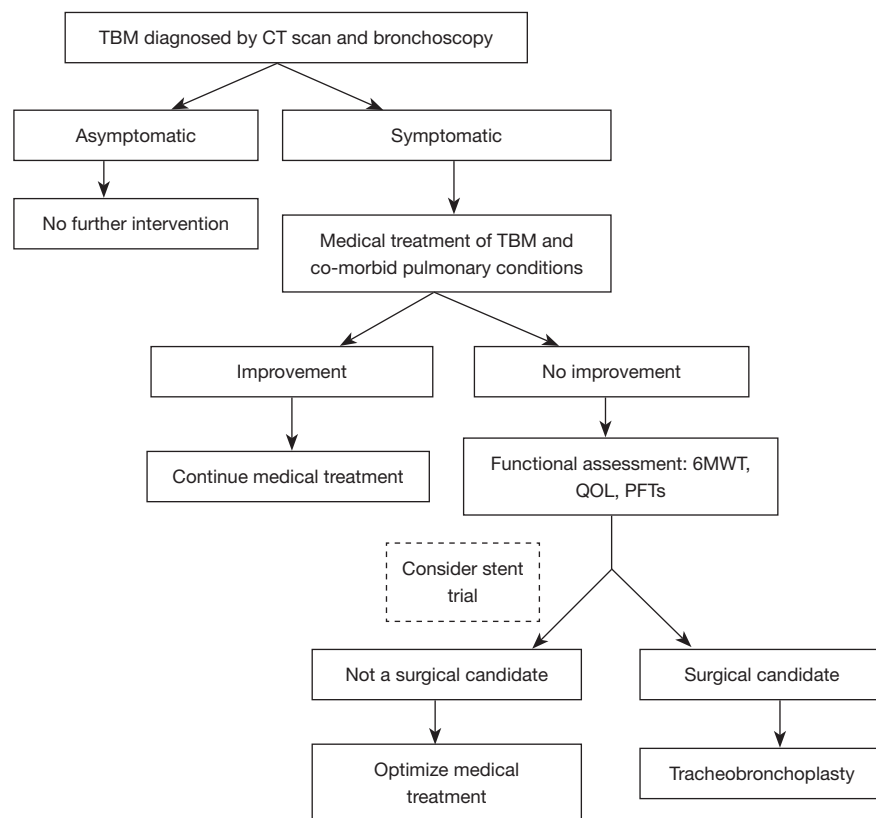 TBM diagnosed by CT scan and bronchoscopy
Asymptomatic
Symptomatic
No further intervention
Medical treatment of TBM and
co-morbid pulmonary conditions
Improvement
No improvement
Continue medical treatment
Functional assessment: 6MWT,
QOL, PFTs
Consider stent
trial
Not a surgical candidate
Surgical candidate
Optimize medical
treatment
Tracheobronchoplasty